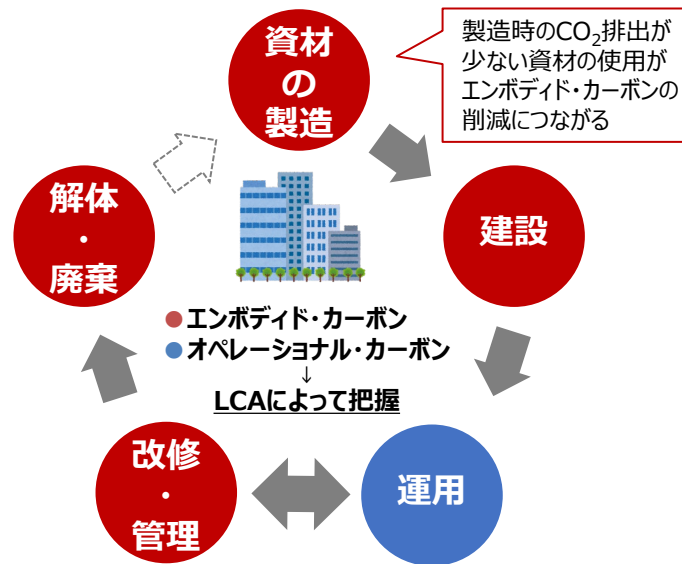 資材
の
製造
製造時のCO₂排出が
少ない資材の使用が
エンボディド・カーボンの
削減につながる
建設
運用
改修
・
管理
解体
・
廃棄
●エンボディド・カーボン
●オペレーショナル・カーボン
↓
LCAによって把握